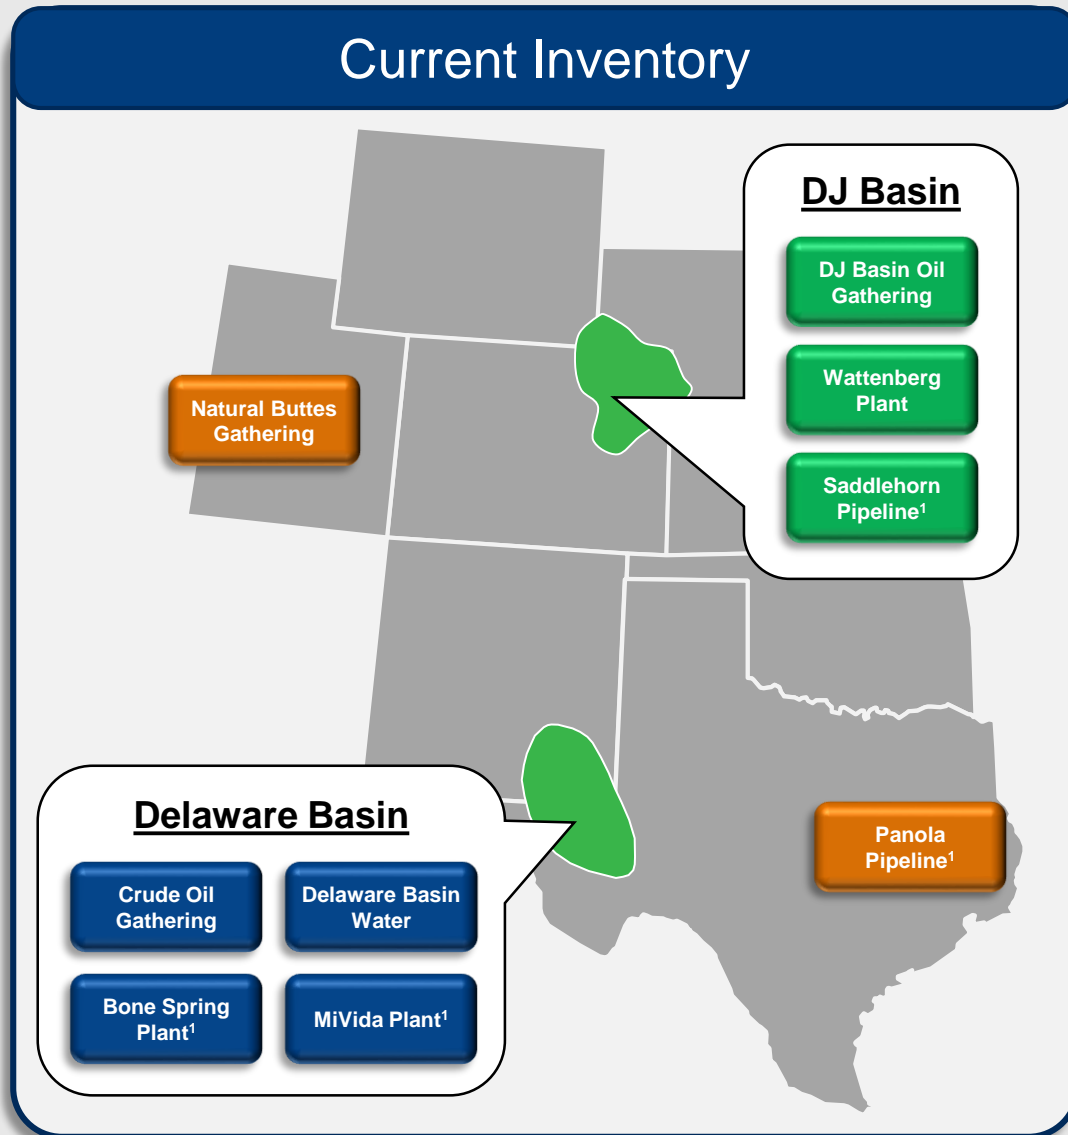 Current Inventory
DJ Basin
DJ Basin Oil
Gathering
Wattenberg
Plant
Saddlehorn
Pipeline¹
Natural Buttes
Gathering
Delaware Basin
Crude Oil
Gathering
Delaware Basin
Water
Bone Spring
Plant¹
MiVida Plant¹
Panola
Pipeline¹